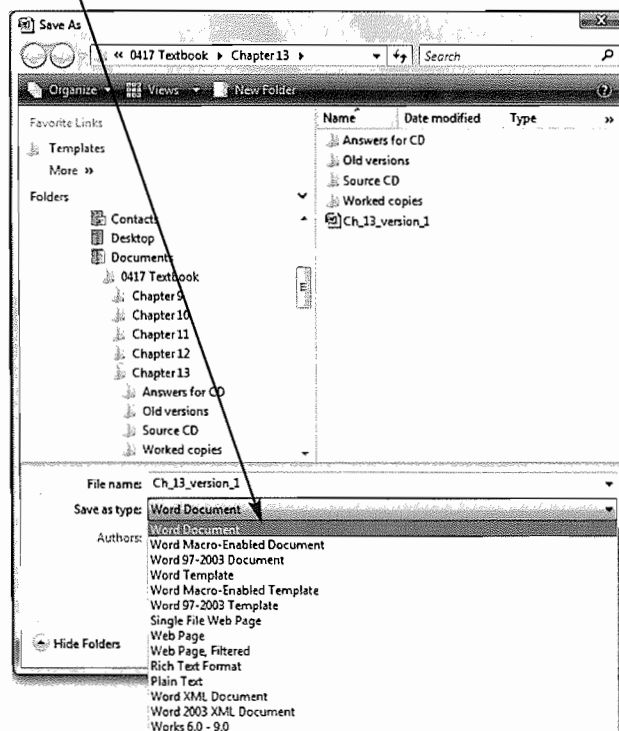 Save As
« 0417 Textbook ▸ Chapter 13 ▸
Search
Organize
Views
New Folder
Favorite Links
Templates
More »
Folders
Contacts
Desktop
Documents
0417 Textbook
Chapter 9
Chapter 10
Chapter 11
Chapter 12
Chapter 13
Answers for CD
Old versions
Source CD
Worked copies
Name Date modified Type »
Answers for CD
Old versions
Source CD
Worked copies
Ch_13_version_1
File name: Ch_13_version_1
Save as type: Word Document
Authors:
Word Document
Word Macro-Enabled Document
Word 97-2003 Document
Word Template
Word Macro-Enabled Template
Word 97-2003 Template
Single File Web Page
Web Page
Web Page, Filtered
Rich Text Format
Plain Text
Word XML Document
Word 2003 XML Document
Works 6.0 - 9.0
Hide Folders